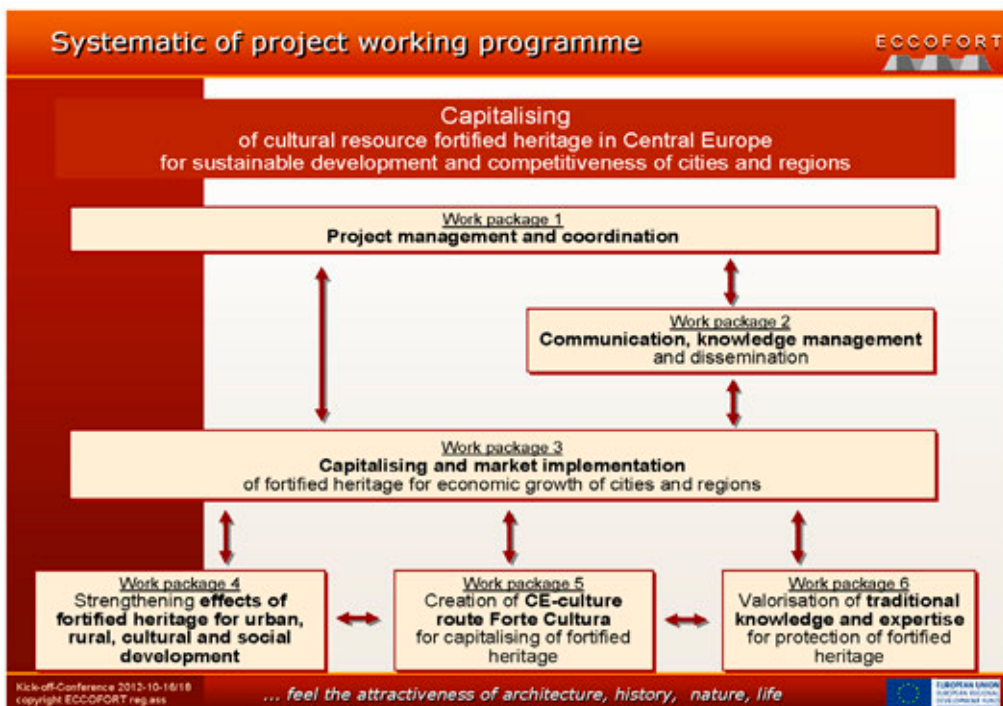 Systematic of project working programme
ECCOFORT
Capitalising
of cultural resource fortified heritage in Central Europe
for sustainable development and competitiveness of cities and regions
Work package 1
Project management and coordination
Work package 2
Communication, knowledge management
and dissemination
Work package 3
Capitalising and market implementation
of fortified heritage for economic growth of cities and regions
Work package 4
Strengthening effects of
fortified heritage for urban,
rural, cultural and social
development
Work package 5
Creation of CE-culture
route Forte Cultura
for capitalising of fortified
heritage
Work package 6
Valorisation of traditional
knowledge and expertise
for protection of fortified
heritage
Kick-off-Conference 2012-10-16/18
copyright ECCOFORT reg.ass
... feel the attractiveness of architecture, history, nature, life
EUROPEAN UNION
EUROPEAN REGIONAL
DEVELOPMENT FUND